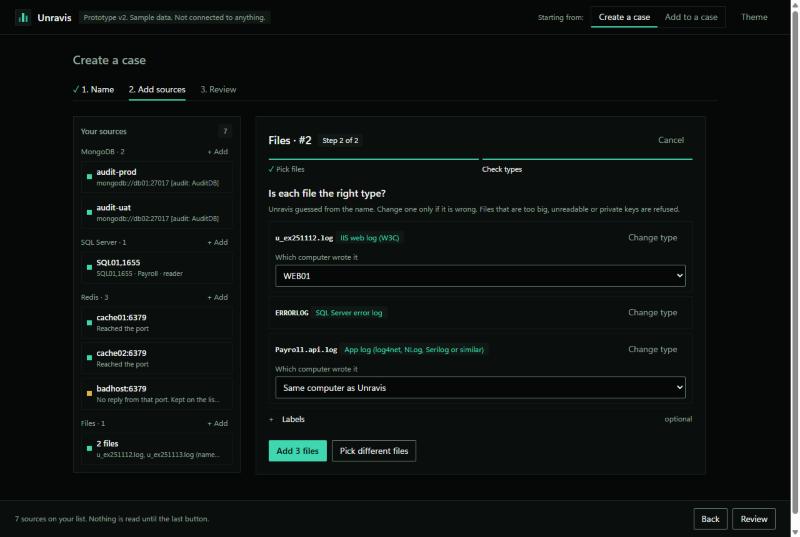 Unravis
Prototype v2. Sample data. Not connected to anything.
Starting from:
Create a case
Add to a case
Theme
Create a case
✓ 1. Name
2. Add sources
3. Review
Your sources
7
MongoDB · 2
+ Add
audit-prod
mongodb://db01:27017 [audit: AuditDB]
audit-uat
mongodb://db02:27017 [audit: AuditDB]
SQL Server · 1
+ Add
SQL01,1655
SQL01,1655 · Payroll · reader
Redis · 3
+ Add
cache01:6379
Reached the port
cache02:6379
Reached the port
badhost:6379
No reply from that port. Kept on the lis...
Files · 1
+ Add
2 files
u_ex251112.log, u_ex251113.log (name...
Files · #2
Step 2 of 2
Cancel
✓ Pick files
Check types
Is each file the right type?
Unravis guessed from the name. Change one only if it is wrong. Files that are too big, unreadable or private keys are refused.
u_ex251112.log
IIS web log (W3C)
Change type
Which computer wrote it
WEB01
ERRORLOG
SQL Server error log
Change type
Payroll.api.log
App log (log4net, NLog, Serilog or similar)
Change type
Which computer wrote it
Same computer as Unravis
+ Labels
optional
Add 3 files
Pick different files
7 sources on your list. Nothing is read until the last button.
Back
Review